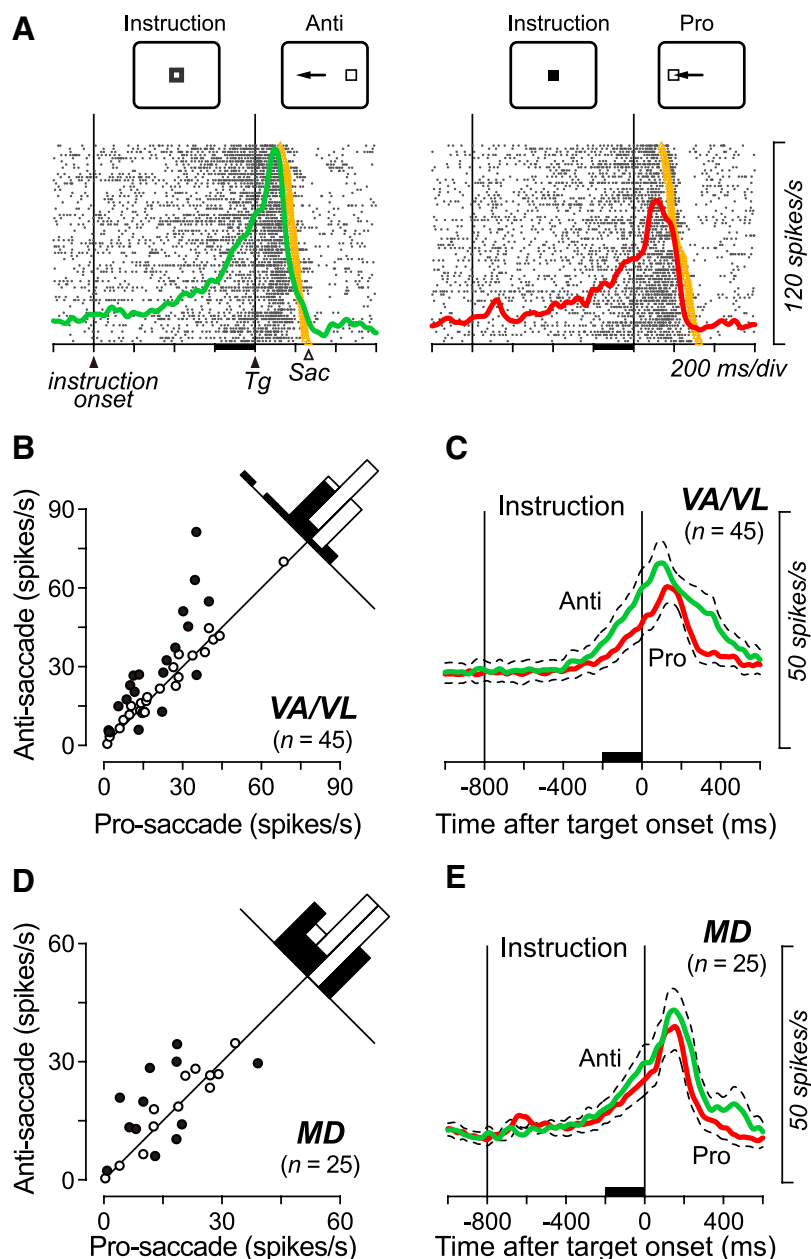 A
Instruction Anti Instruction Pro
120 spikes/s
instruction onset
Tg
Sac
200 ms/div
B
Anti-saccade (spikes/s)
90
60
30
0
0 30 60 90
Pro-saccade (spikes/s)
VA/VL
(n = 45)
C
Instruction
VA/VL
(n = 45)
Anti
Pro
50 spikes/s
-800 -400 0 400
Time after target onset (ms)
D
Anti-saccade (spikes/s)
60
30
0
0 30 60
Pro-saccade (spikes/s)
MD
(n = 25)
E
Instruction
MD
(n = 25)
Anti
Pro
50 spikes/s
-800 -400 0 400
Time after target onset (ms)